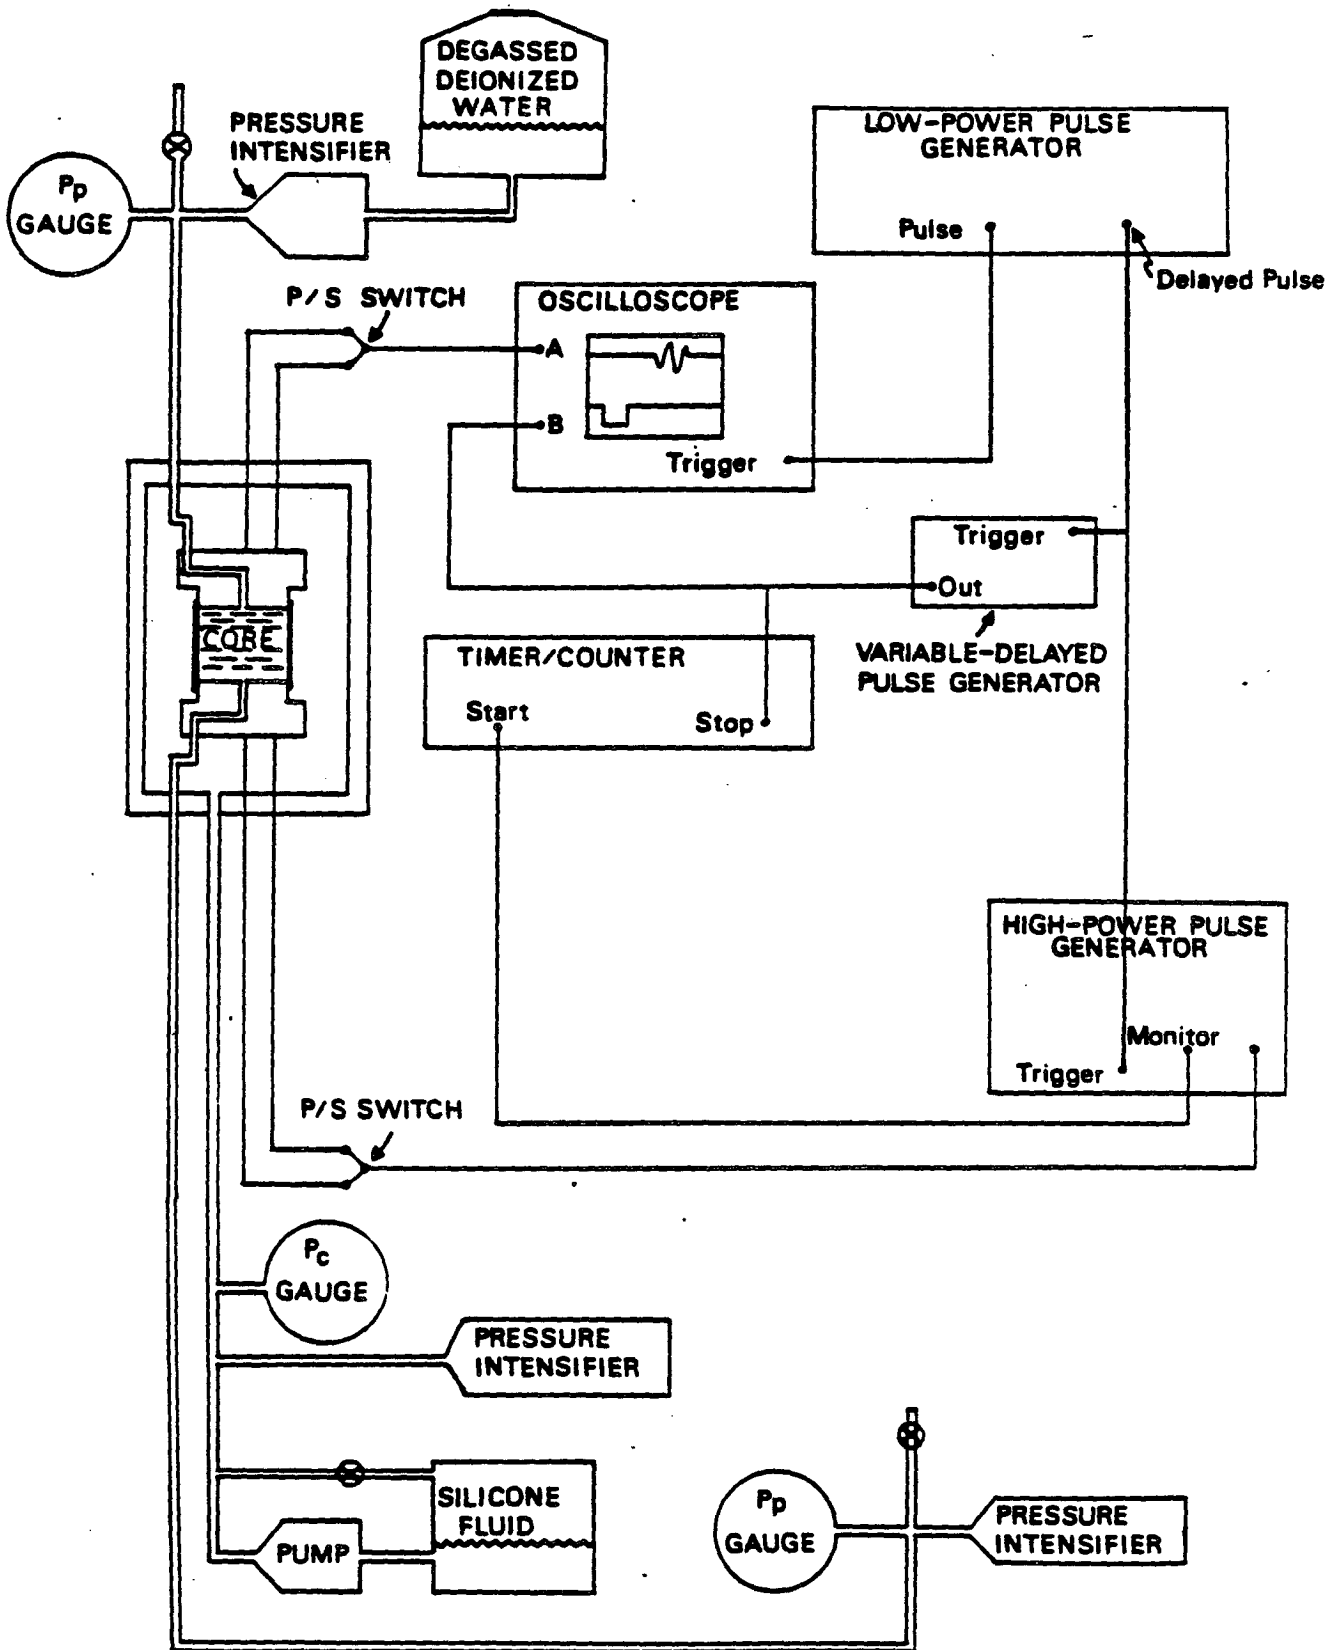 DEGASSED
DEIONIZED
WATER
PRESSURE
INTENSIFIER
Pp
GAUGE
LOW-POWER PULSE
GENERATOR
Pulse
Delayed Pulse
P/S SWITCH
OSCILLOSCOPE
A
B
Trigger
Trigger
Out
VARIABLE-DELAYED
PULSE GENERATOR
CORE
TIMER/COUNTER
Start
Stop
HIGH-POWER PULSE
GENERATOR
Monitor
Trigger
P/S SWITCH
Pc
GAUGE
PRESSURE
INTENSIFIER
SILICONE
FLUID
PUMP
Pp
GAUGE
PRESSURE
INTENSIFIER